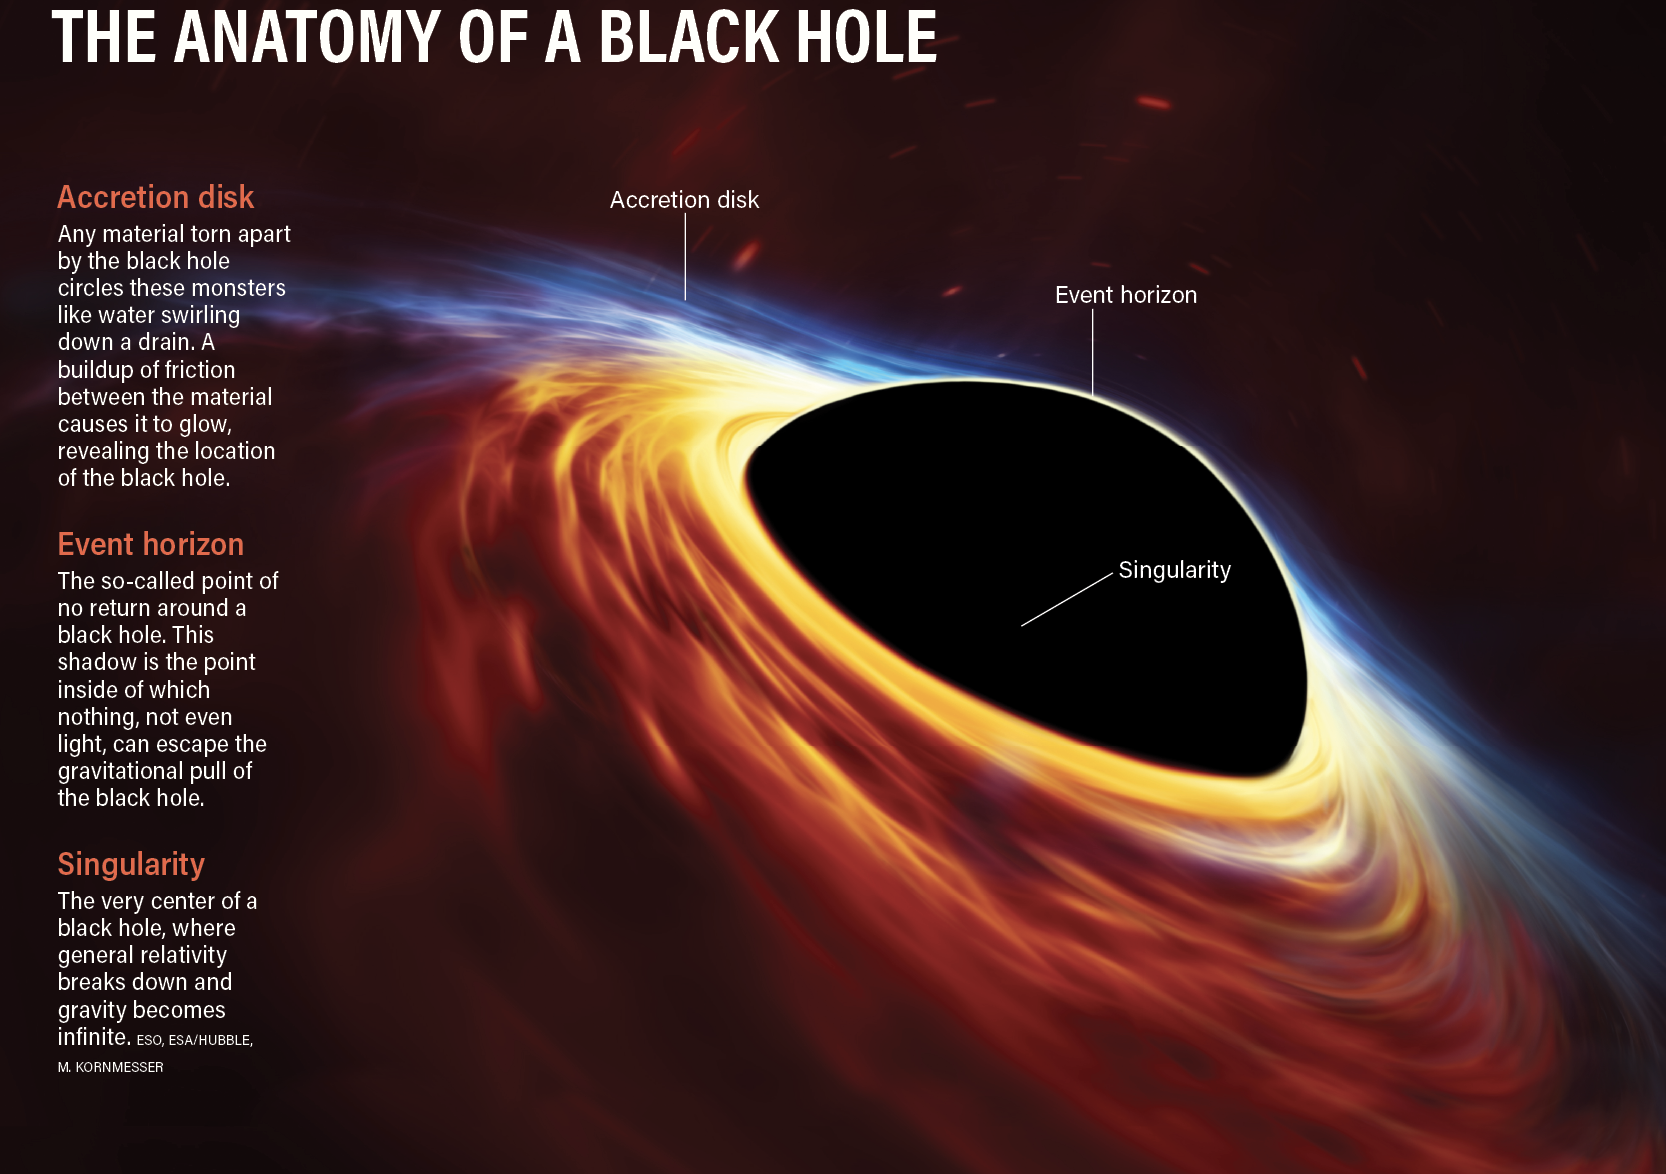 THE ANATOMY OF A BLACK HOLE
Accretion disk
Any material torn apart
by the black hole
circles these monsters
like water swirling
down a drain. A
buildup of friction
between the material
causes it to glow,
revealing the location
of the black hole.
Event horizon
The so-called point of
no return around a
black hole. This
shadow is the point
inside of which
nothing, not even
light, can escape the
gravitational pull of
the black hole.
Singularity
The very center of a
black hole, where
general relativity
breaks down and
gravity becomes
infinite. ESO, ESA/HUBBLE,
M. KORNMESSER
Accretion disk
Event horizon
Singularity